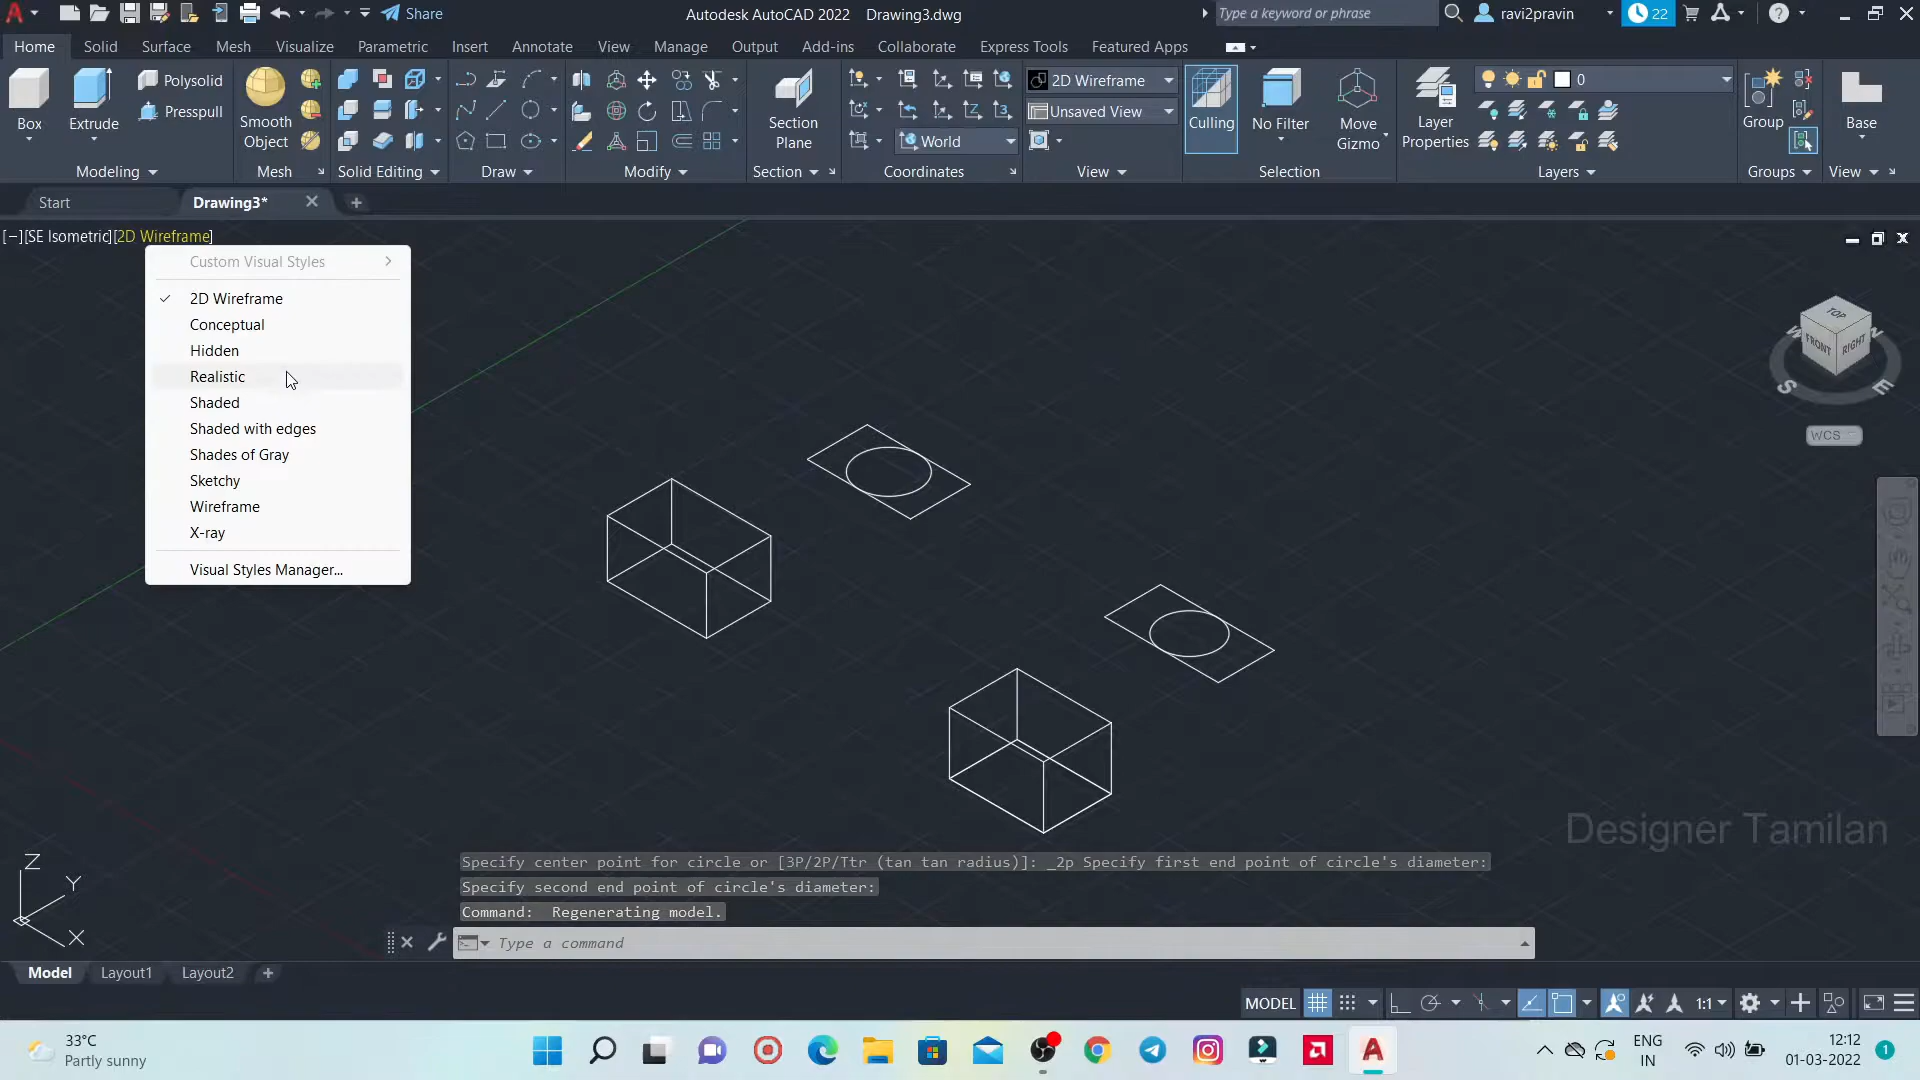 Share
Autodesk AutoCAD 2022 Drawing3.dwg
Type a keyword or phrase
ravi2pravin
22
Home Solid Surface Mesh Visualize Parametric Insert Annotate View Manage Output Add-ins Collaborate Express Tools Featured Apps
Box
Extrude
Polysolid
Presspull
Smooth
Object
Section
Plane
World
2D Wireframe
Unsaved View
Culling
No Filter
Move
Gizmo
Layer
Properties
0
Group
Base
Modeling Mesh Solid Editing Draw Modify Section Coordinates View Selection Layers Groups View
Start Drawing3*
[−][SE Isometric][2D Wireframe]
Custom Visual Styles
2D Wireframe
Conceptual
Hidden
Realistic
Shaded
Shaded with edges
Shades of Gray
Sketchy
Wireframe
X-ray
Visual Styles Manager...
TOP
FRONT RIGHT
W N
S E
WCS
Designer Tamilan
Z
Y
X
Specify center point for circle or [3P/2P/Ttr (tan tan radius)]: _2p Specify first end point of circle's diameter:
Specify second end point of circle's diameter:
Command: Regenerating model.
Type a command
Model Layout1 Layout2
MODEL 1:1
33°C
Partly sunny
ENG
IN
12:12
01-03-2022
1